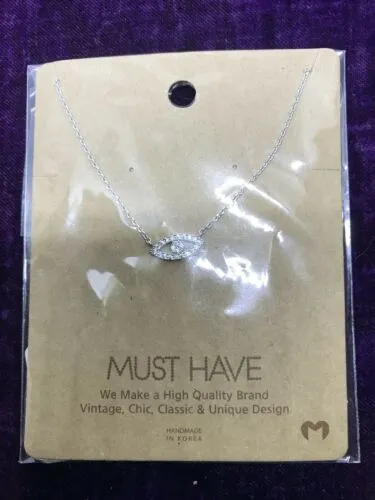 MUST HAVE
We Make a High Quality Brand
Vintage, Chic, Classic & Unique Design
HANDMADE
IN KOREA
M